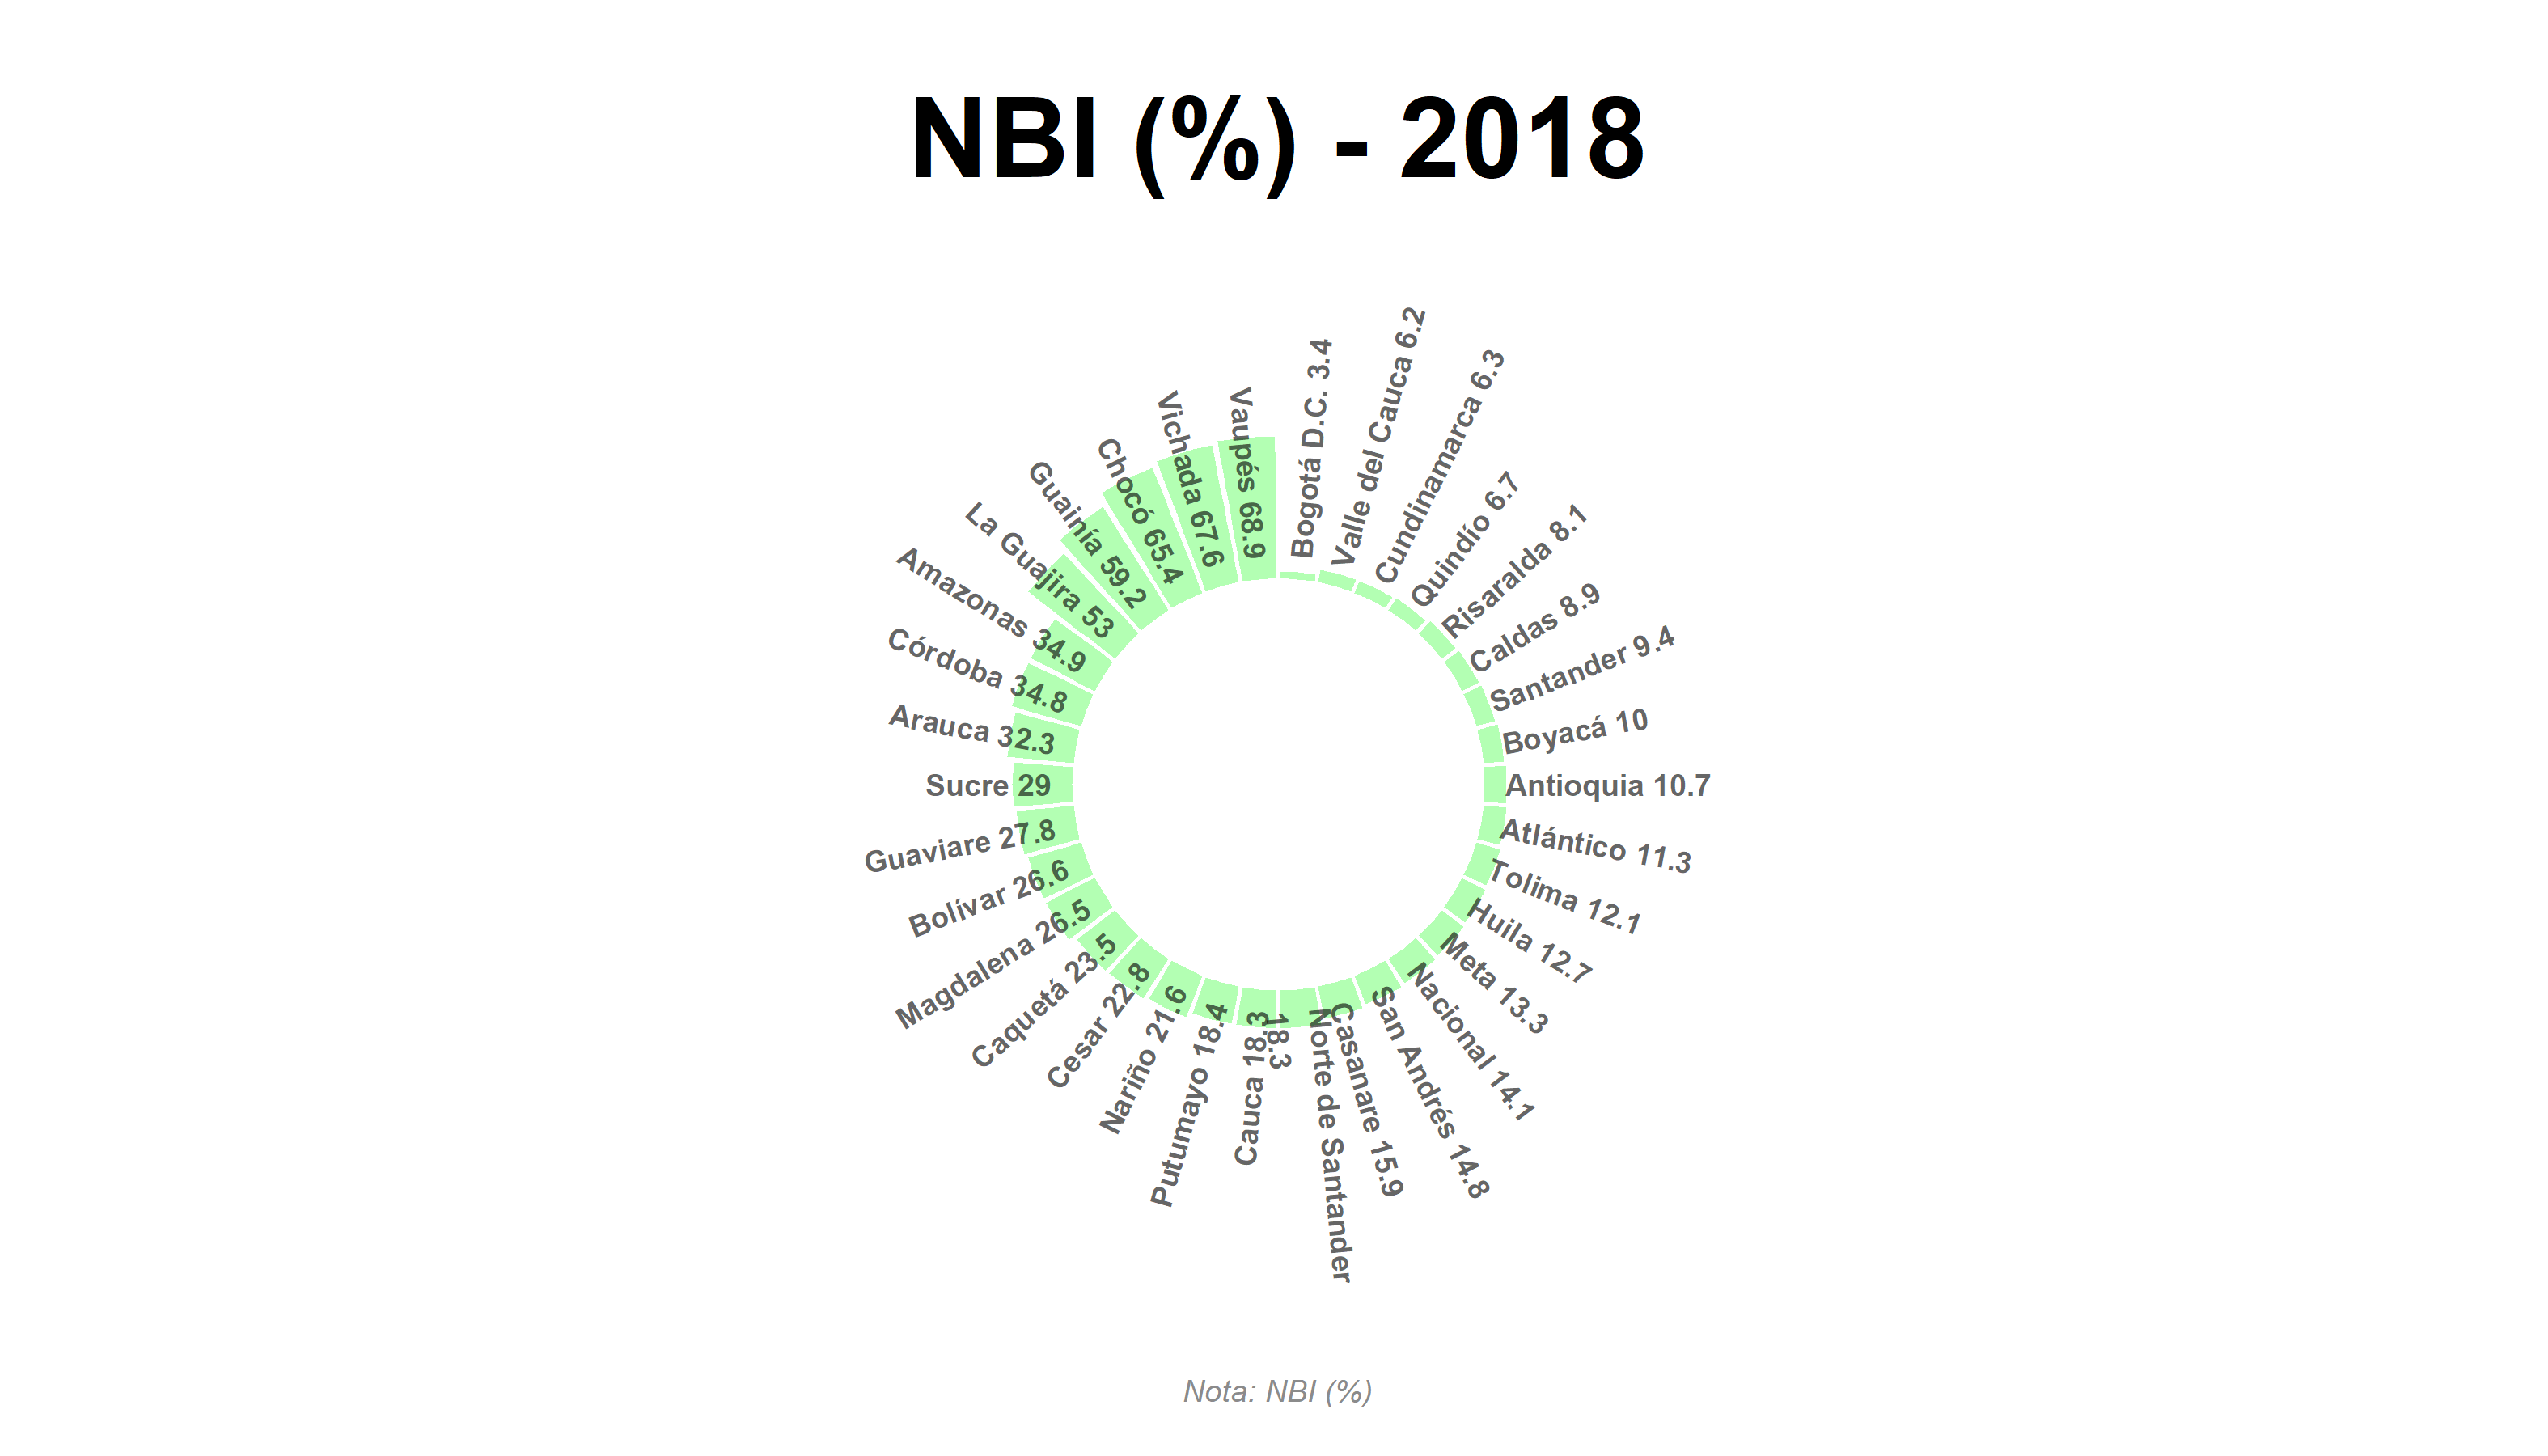 NBI (%) - 2018
Bogotá D.C. 3.4
Valle del Cauca 6.2
Cundinamarca 6.3
Quindío 6.7
Risaralda 8.1
Caldas 8.9
Santander 9.4
Boyacá 10
Antioquia 10.7
Atlántico 11.3
Tolima 12.1
Huila 12.7
Meta 13.3
Nacional 14.1
San Andrés 14.8
Casanare 15.9
Norte de Santander
18.3
Cauca 18.3
Putumayo 18.4
Nariño 21.6
Cesar 22.8
Caquetá 23.5
Magdalena 26.5
Bolívar 26.6
Guaviare 27.8
Sucre 29
Arauca 32.3
Córdoba 34.8
Amazonas 34.9
La Guajira 53
Guainía 59.2
Chocó 65.4
Vichada 67.6
Vaupés 68.9
Nota: NBI (%)